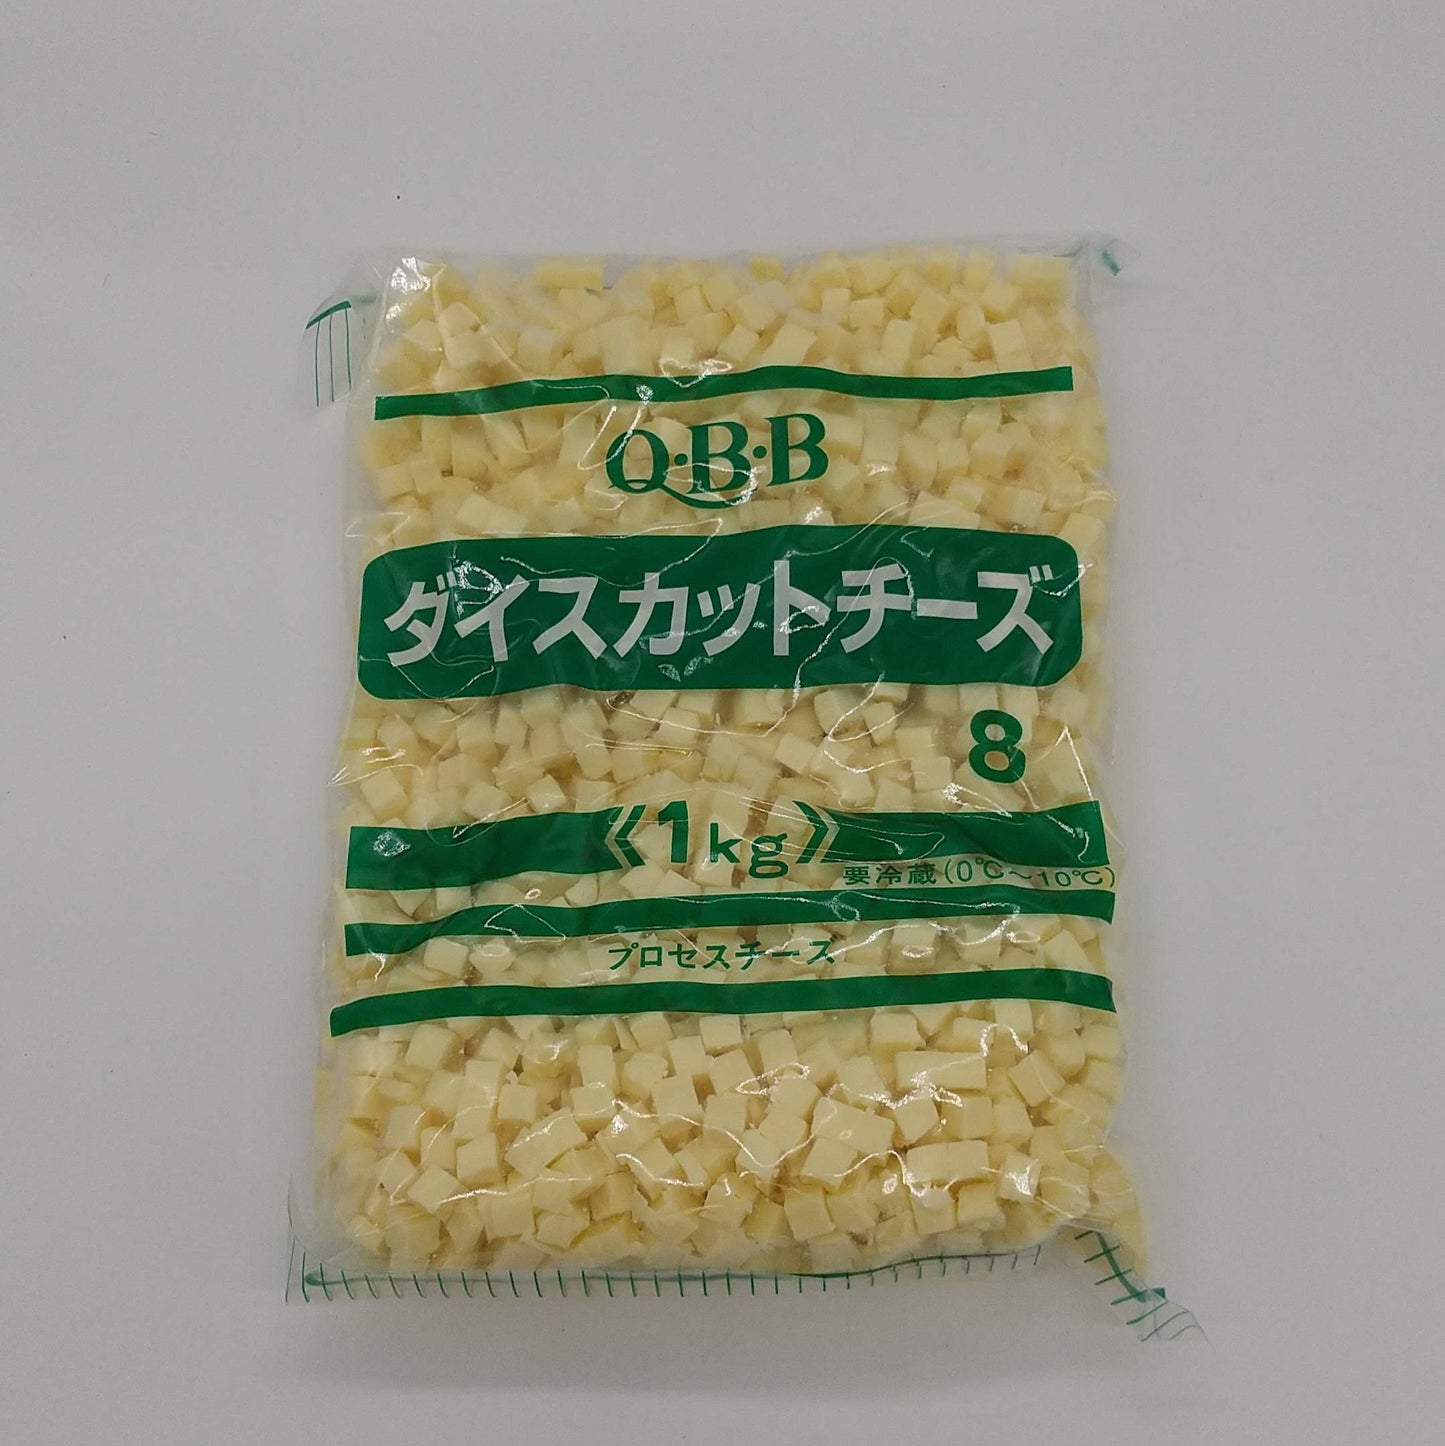 Q・B・B
ダイスカットチーズ
8
《1kg》
要冷蔵(0℃～10℃)
プロセスチーズ